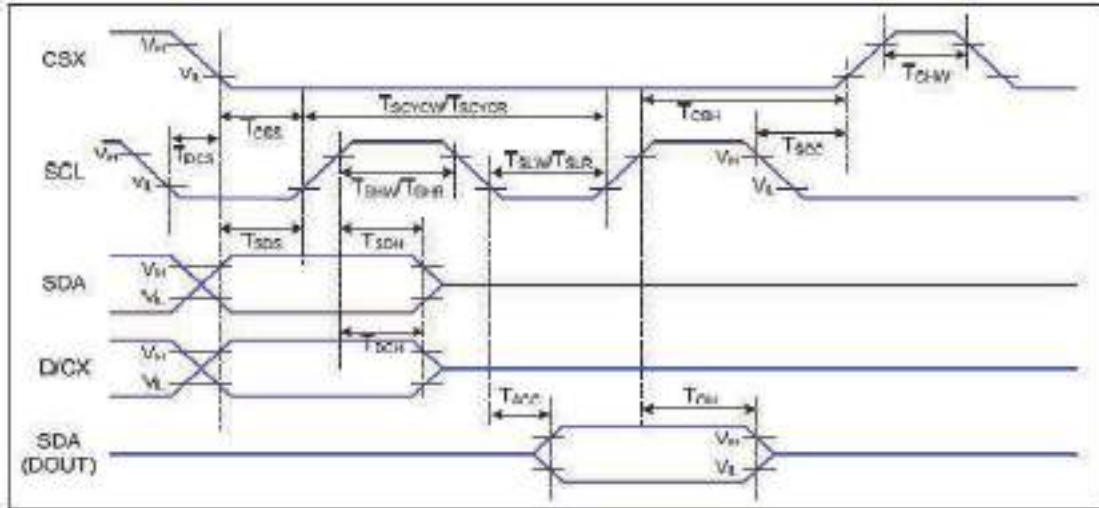 CSX
VIH
VIL
TCHW
TSCYCW/TSCYCR
TCSS
TCSH
TSCC
SCL
VIH
VIL
TDCS
TSLW/TSLR
TSHW/TSHR
VIH
VIL
TSDS
TSDH
SDA
VIH
VIL
TDCH
D/CX
VIH
VIL
TACC
TOH
SDA
(DOUT)
VIH
VIL